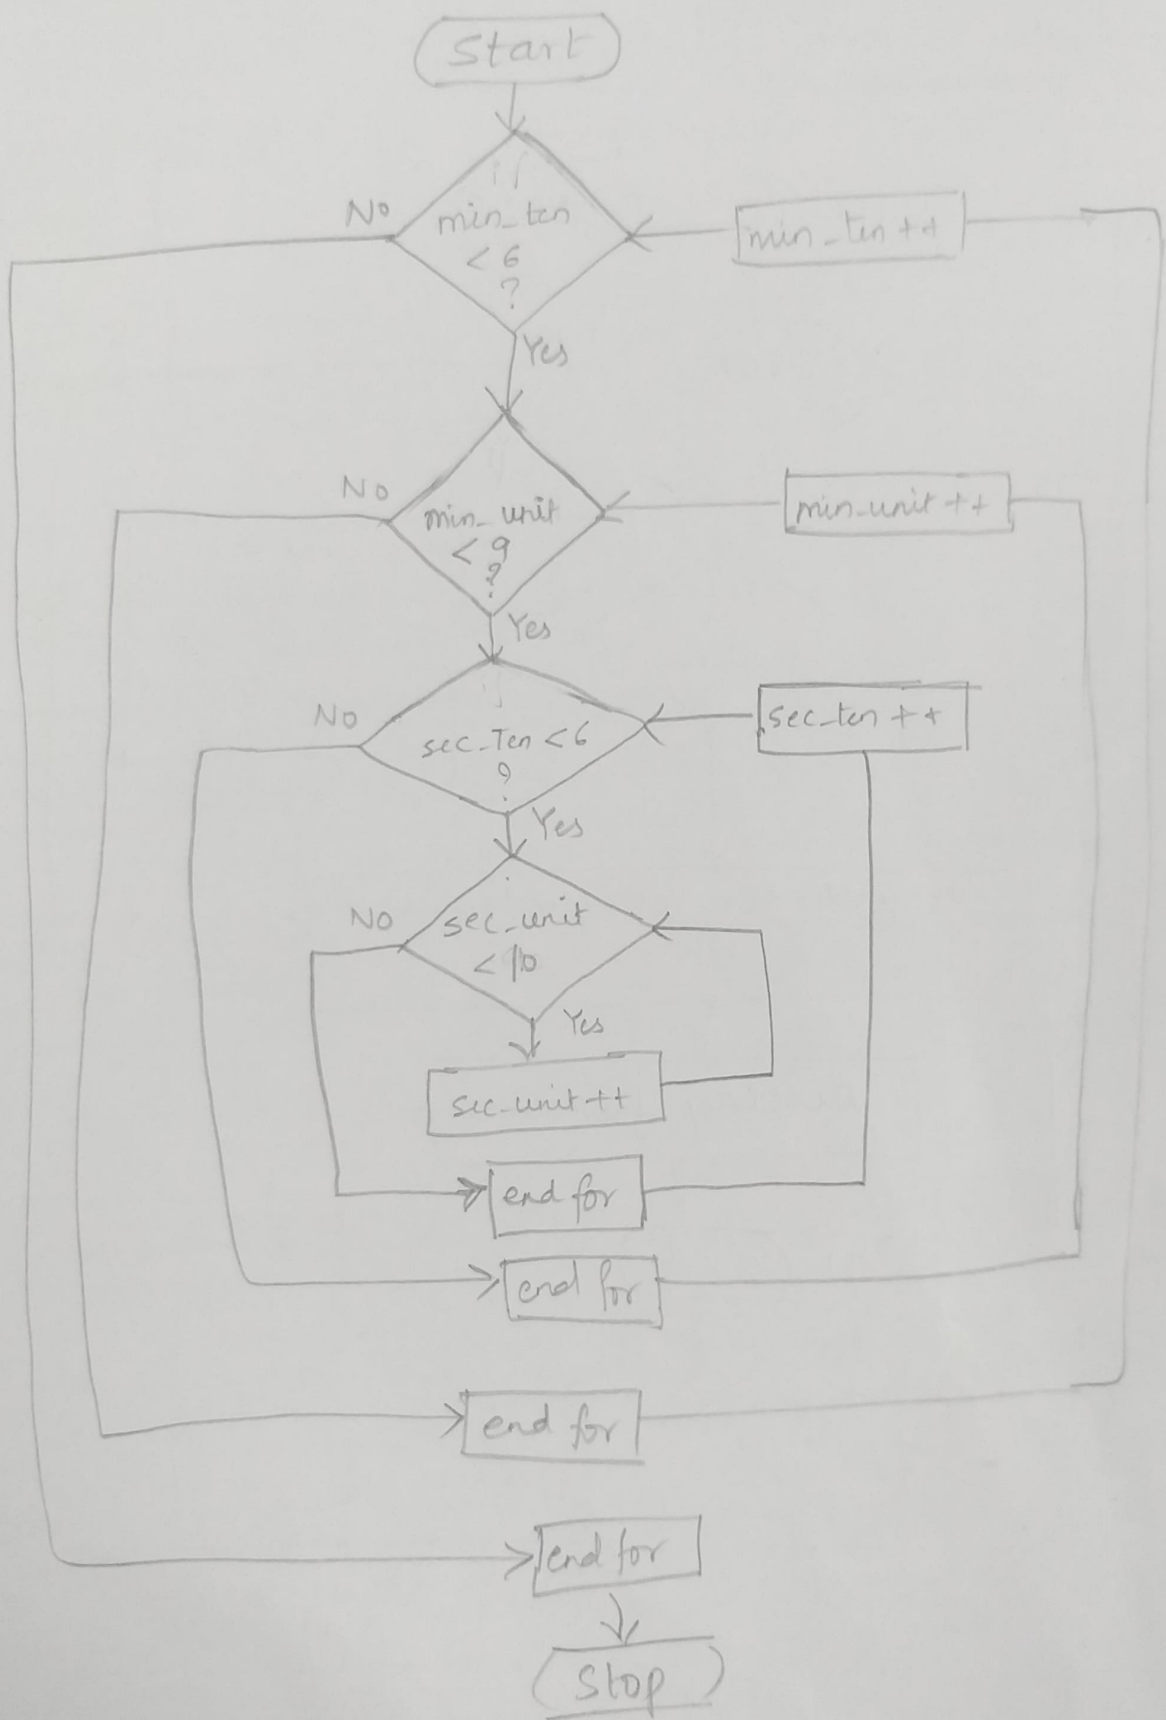 Start
if
No
min_ten
< 6
?
min_ten ++
Yes
No
min_unit
< 9
?
min_unit ++
Yes
No
sec_Ten < 6
?
sec_ten ++
Yes
No
sec_unit
< 10
Yes
sec_unit ++
end for
end for
end for
end for
Stop